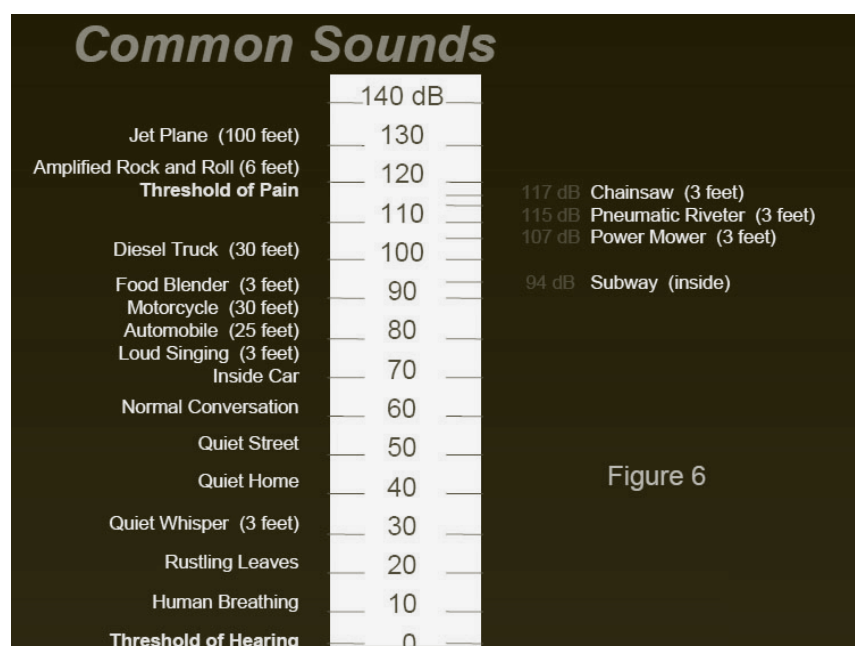 Common Sounds
140 dB
Jet Plane (100 feet) 130
Amplified Rock and Roll (6 feet) 120
Threshold of Pain
117 dB Chainsaw (3 feet)
110 115 dB Pneumatic Riveter (3 feet)
107 dB Power Mower (3 feet)
Diesel Truck (30 feet) 100
Food Blender (3 feet) 90 94 dB Subway (inside)
Motorcycle (30 feet)
Automobile (25 feet) 80
Loud Singing (3 feet)
Inside Car 70
Normal Conversation 60
Quiet Street 50
Quiet Home 40 Figure 6
Quiet Whisper (3 feet) 30
Rustling Leaves 20
Human Breathing 10
Threshold of Hearing 0